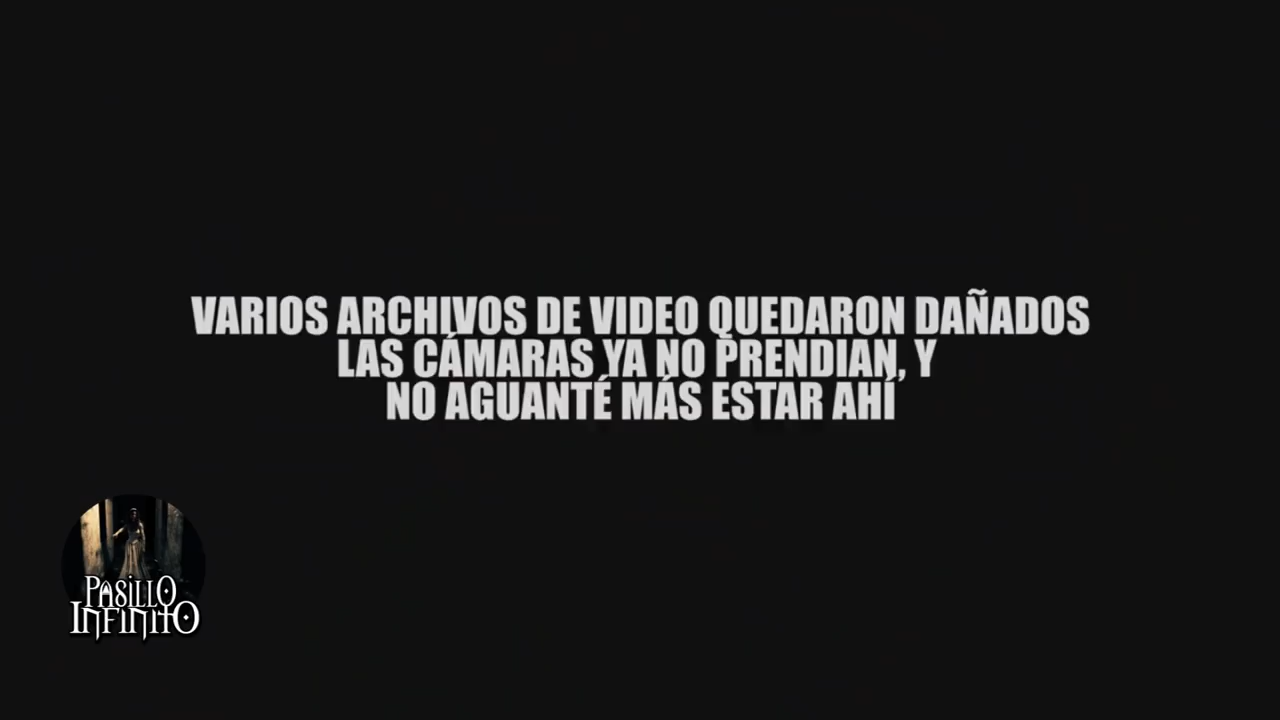 VARIOS ARCHIVOS DE VIDEO QUEDARON DAÑADOS
LAS CÁMARAS YA NO PRENDIAN, Y
NO AGUANTÉ MÁS ESTAR AHÍ
PASILLO
INFINITO